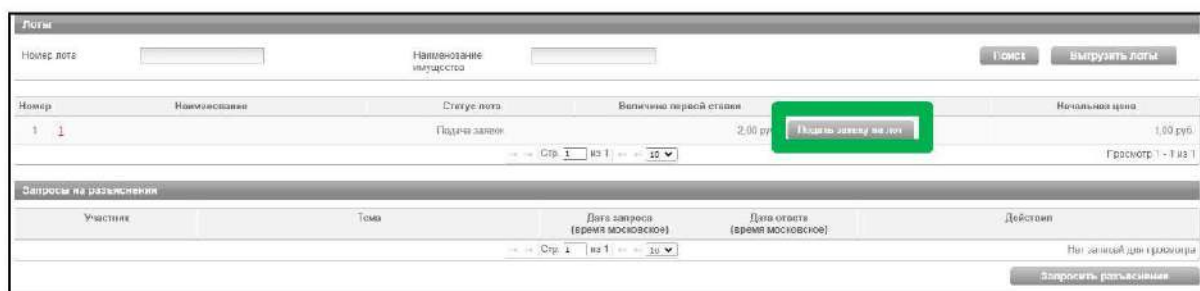 Лоты
Номер лота
Наименование
имущества
Поиск
Выгрузить лоты
Номер Наименование Статус лота Величина первой ставки Начальная цена
1 1 Подача заявок 2,00 ру Подать заявку на лот 1,00 руб.
Стр. 1 из 1 10 Просмотр 1 - 1 из 1
Запросы на разъяснения
Участник Тема Дата запроса Дата ответа Действия
(время московское) (время московское)
Стр. 1 из 1 10 Нет записей для просмотра
Запросить разъяснение